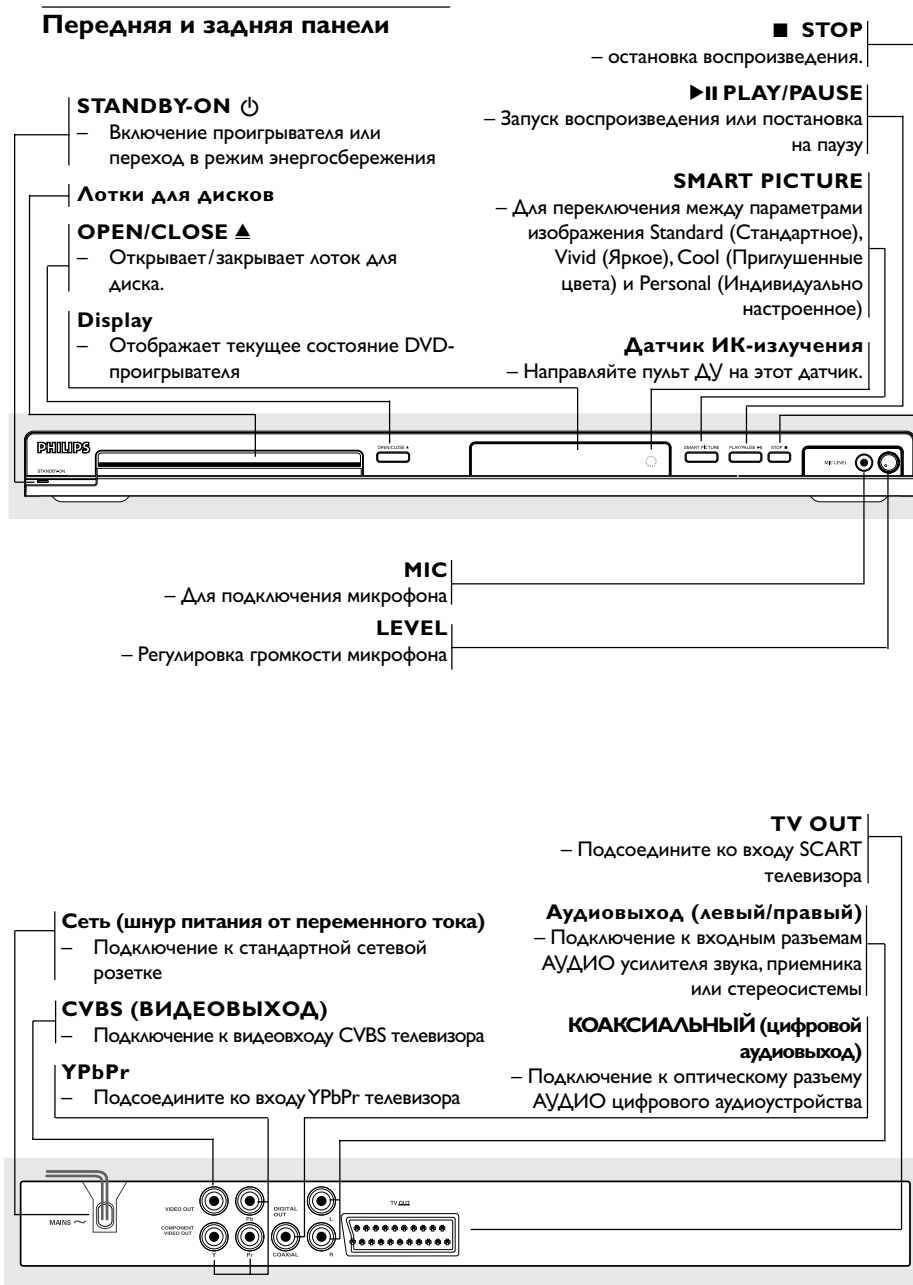 Передняя и задняя панели
STANDBY-ON ⏻
– Включение проигрывателя или
переход в режим энергосбережения
Лотки для дисков
OPEN/CLOSE ▲
– Открывает/закрывает лоток для
диска.
Display
– Отображает текущее состояние DVD-
проигрывателя
■ STOP
– остановка воспроизведения.
►II PLAY/PAUSE
– Запуск воспроизведения или постановка
на паузу
SMART PICTURE
– Для переключения между параметрами
изображения Standard (Стандартное),
Vivid (Яркое), Cool (Приглушенные
цвета) и Personal (Индивидуально
настроенное)
Датчик ИК-излучения
– Направляйте пульт ДУ на этот датчик.
PHILIPS
STANDBY-ON
OPEN/CLOSE ▲
SMART PICTURE
PLAY/PAUSE ►II
STOP ■
MIC LEVEL
MIC
– Для подключения микрофона
LEVEL
– Регулировка громкости микрофона
Сеть (шнур питания от переменного тока)
– Подключение к стандартной сетевой
розетке
CVBS (ВИДЕОВЫХОД)
– Подключение к видеовходу CVBS телевизора
YPbPr
– Подсоедините ко входу YPbPr телевизора
TV OUT
– Подсоедините ко входу SCART
телевизора
Аудиовыход (левый/правый)
– Подключение к входным разъемам
АУДИО усилителя звука, приемника
или стереосистемы
КОАКСИАЛЬНЫЙ (цифровой
аудиовыход)
– Подключение к оптическому разъему
АУДИО цифрового аудиоустройства
MAINS ~
VIDEO OUT
COMPONENT
VIDEO OUT
Y
Pb
Pr
DIGITAL
OUT
COAXIAL
L
R
TV OUT